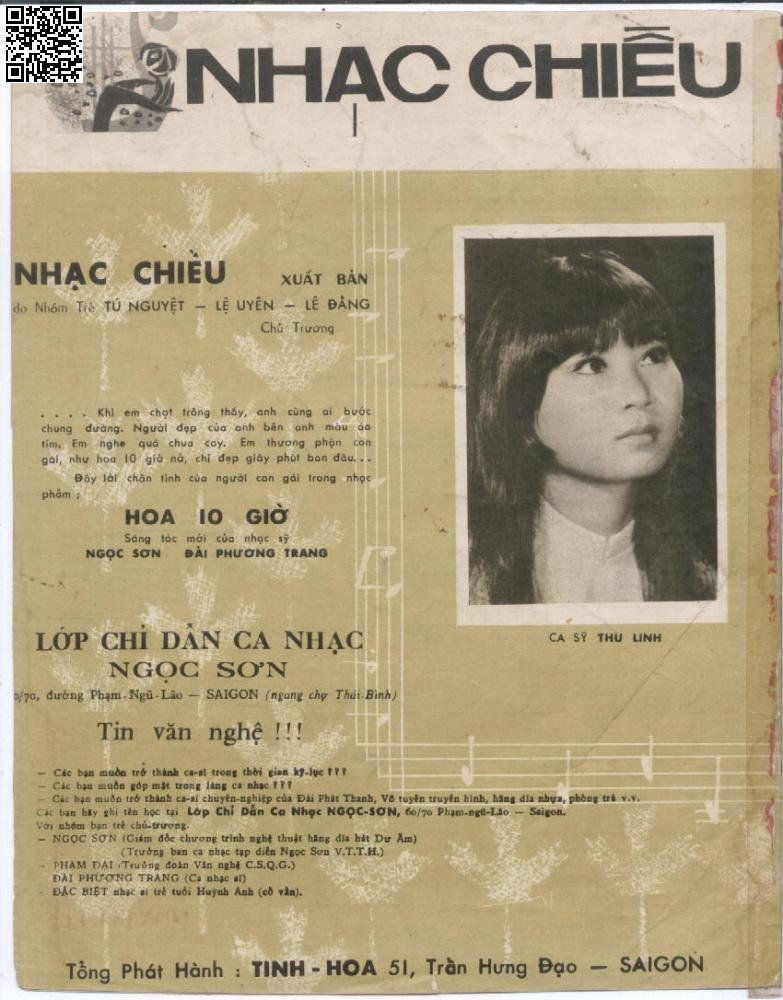 NHẠC CHIỀU
NHẠC CHIỀU XUẤT BẢN
do Nhóm Trẻ TÚ NGUYỆT — LỆ UYÊN — LÊ ĐẰNG
Chủ Trương
. . . . Khi em chợt trông thấy, anh cùng ai bước
chung đường. Người đẹp của anh bên anh màu áo
tím. Em nghe quá chua cay. Em thương phận con
gái, như hoa 10 giờ nở, chỉ đẹp giây phút ban đầu...
Đây lời chân tình của người con gái trong nhạc
phẩm :
HOA 10 GIỜ
Sáng tác mới của nhạc sỹ
NGỌC SƠN ĐÀI PHƯƠNG TRANG
CA SỸ THU LINH
LỚP CHỈ DẪN CA NHẠC
NGỌC SƠN
0/70, đường Phạm-Ngũ-Lão — SAIGON (ngang chợ Thái-Bình)
Tin văn nghệ !!!
— Các bạn muốn trở thành ca-sĩ trong thời gian kỷ-lục ???
— Các bạn muốn góp mặt trong làng ca nhạc ???
— Các bạn muốn trở thành ca-sĩ chuyên-nghiệp của Đài Phát Thanh, Vô tuyến truyền hình, hãng dĩa nhựa, phòng trà v.v.
Các bạn hãy ghi tên học tại Lớp Chỉ Dẫn Ca Nhạc NGỌC-SƠN, 60/70 Phạm-ngũ-Lão — Saigon.
Với nhóm bạn trẻ chủ-trương.
— NGỌC SƠN (Giám đốc chương trình nghệ thuật hãng dĩa hát Dư Âm)
(Trưởng ban ca nhạc tạp diễn Ngọc Sơn V.T.T.H.)
— PHẠM ĐẠI (Trưởng đoàn Văn nghệ C.S.Q.G.)
ĐÀI PHƯƠNG TRANG (Ca nhạc sĩ)
— ĐẶC BIỆT nhạc sĩ trẻ tuổi Huỳnh Anh (cố vấn).
Tổng Phát Hành : TINH - HOA 51, Trần Hưng Đạo — SAIGON